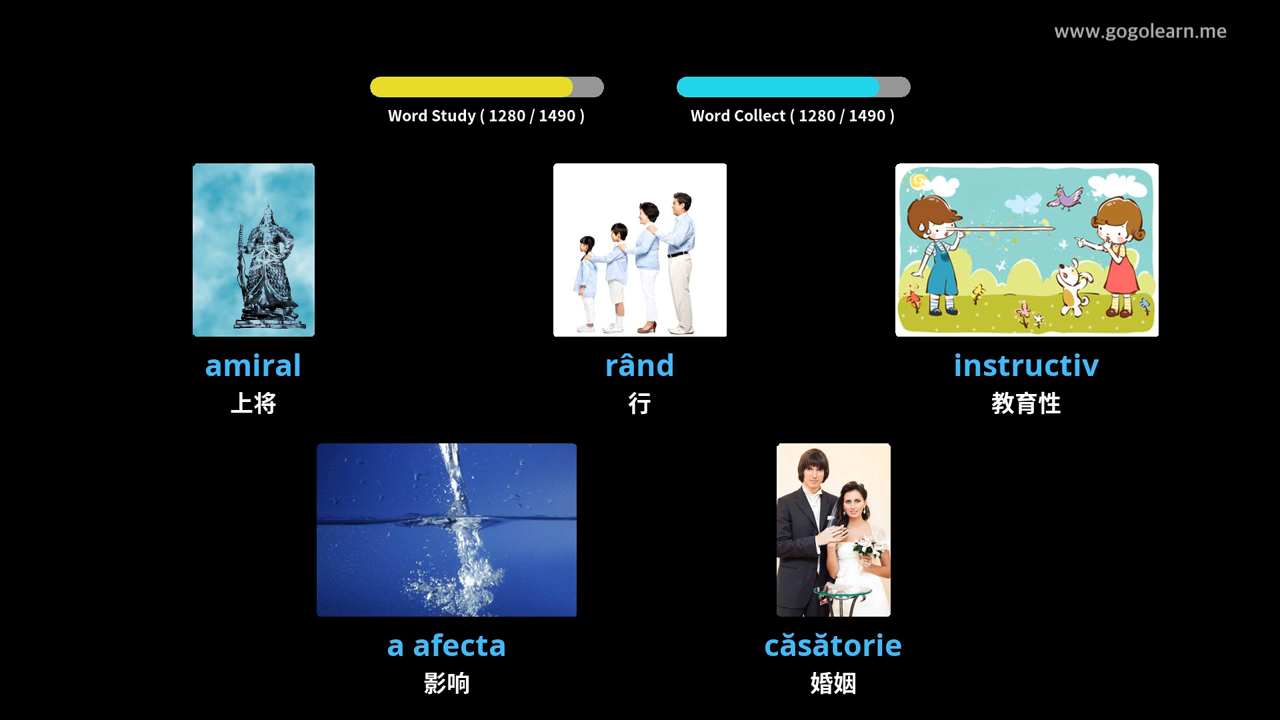 www.gogolearn.me
Word Study ( 1280 / 1490 )
Word Collect ( 1280 / 1490 )
amiral
上将
rând
行
instructiv
教育性
a afecta
影响
căsătorie
婚姻